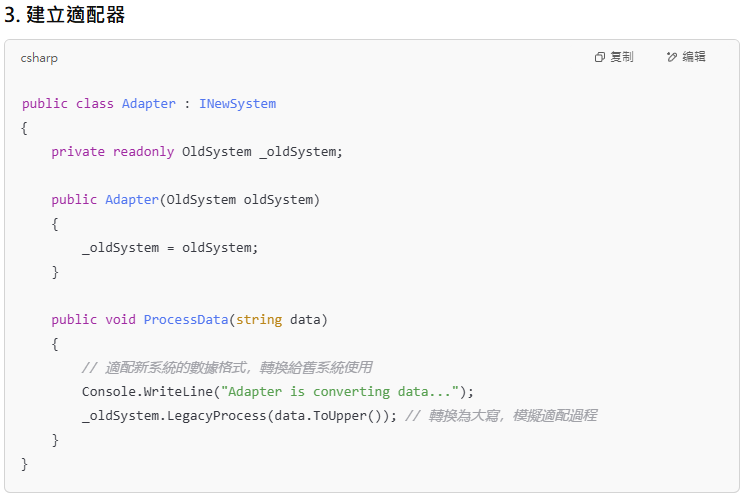 3. 建立適配器
csharp
复制
编辑
public class Adapter : INewSystem
{
    private readonly OldSystem _oldSystem;

    public Adapter(OldSystem oldSystem)
    {
        _oldSystem = oldSystem;
    }

    public void ProcessData(string data)
    {
        // 適配新系統的數據格式，轉換給舊系統使用
        Console.WriteLine("Adapter is converting data...");
        _oldSystem.LegacyProcess(data.ToUpper()); // 轉換為大寫，模擬適配過程
    }
}